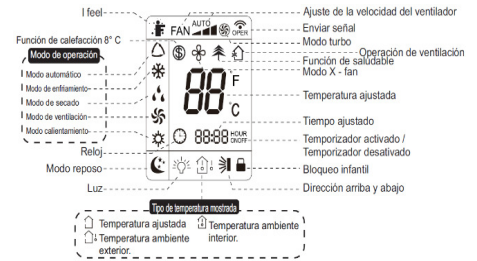 I feel
Ajuste de la velocidad del ventilador
FAN AUTO OPER
Enviar señal
Función de calefacción 8° C
Modo turbo
Modo de operación
Operación de ventilación
Función de saludable
Modo automático
Modo X - fan
Modo de enfriamiento
88 F
°C
Temperatura ajustada
Modo de secado
Modo de ventilación
Tiempo ajustado
Modo calientamiento
88:88 HOUR
ONOFF
Temporizador activado /
Temporizador desativado
Reloj
Modo reposo
Bloqueo infantil
Luz
Dirección arriba y abajo
Tipo de temperatura mostrada
Temperatura ajustada
Temperatura ambiente
interior.
Temperatura ambiente
exterior.